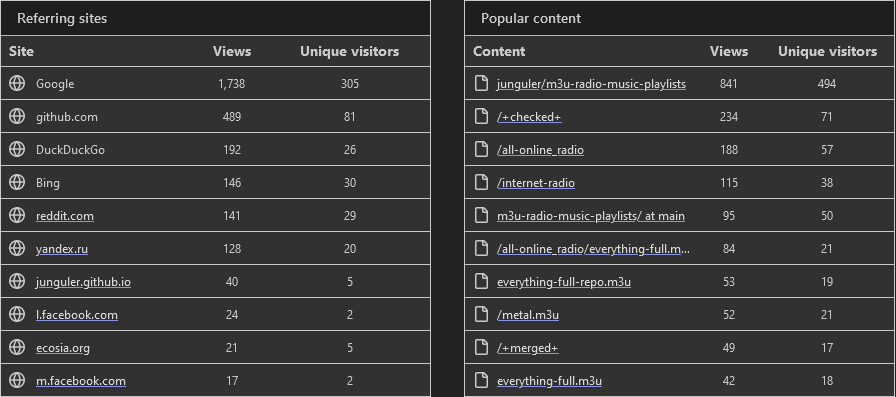 Referring sites
Site Views Unique visitors
Google 1,738 305
github.com 489 81
DuckDuckGo 192 26
Bing 146 30
reddit.com 141 29
yandex.ru 128 20
junguler.github.io 40 5
l.facebook.com 24 2
ecosia.org 21 5
m.facebook.com 17 2
Popular content
Content Views Unique visitors
junguler/m3u-radio-music-playlists 841 494
/+checked+ 234 71
/all-online_radio 188 57
/internet-radio 115 38
m3u-radio-music-playlists/ at main 95 50
/all-online_radio/everything-full.m... 84 21
everything-full-repo.m3u 53 19
/metal.m3u 52 21
/+merged+ 49 17
everything-full.m3u 42 18